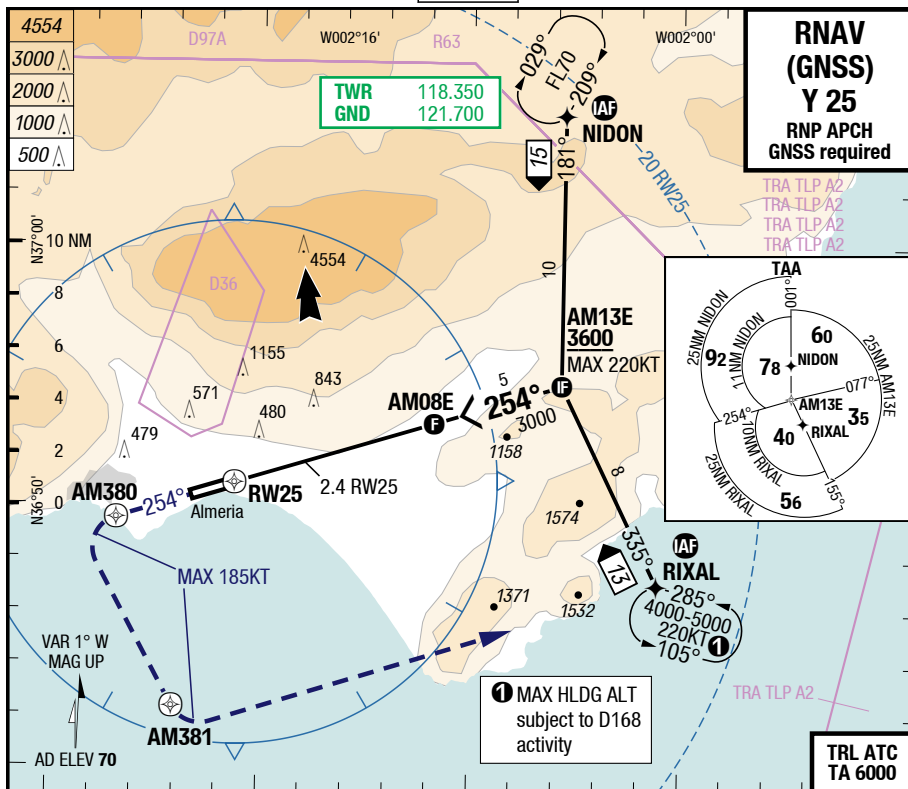 4554
3000
2000
1000
500
D97A
W002°16'
R63
W002°00'
RNAV
(GNSS)
Y 25
RNP APCH
GNSS required
TWR 118.350
GND 121.700
029°
FL70
209°
IAF
NIDON
15
181°
20 RW25
TRA TLP A2
TRA TLP A2
TRA TLP A2
TRA TLP A2
N37°00'
10 NM
8
6
4
2
0
N36°50'
D36
4554
10
AM13E
3600
MAX 220KT
IF
TAA
001°
25NM NIDON
11 NM NIDON
92
78
60
NIDON
25NM AM13E
077°
AM13E
35
254°
RIXAL
10NM RIXAL
40
155°
25NM RIXAL
56
1155
571
843
480
479
AM08E
F
5
254°
3000
1158
AM380
254°
RW25
2.4 RW25
Almeria
8
1574
335°
13
IAF
RIXAL
285°
4000-5000
220KT 1
105°
MAX 185KT
1371
1532
VAR 1° W
MAG UP
AM381
AD ELEV 70
1 MAX HLDG ALT
subject to D168
activity
TRA TLP A2
TRL ATC
TA 6000